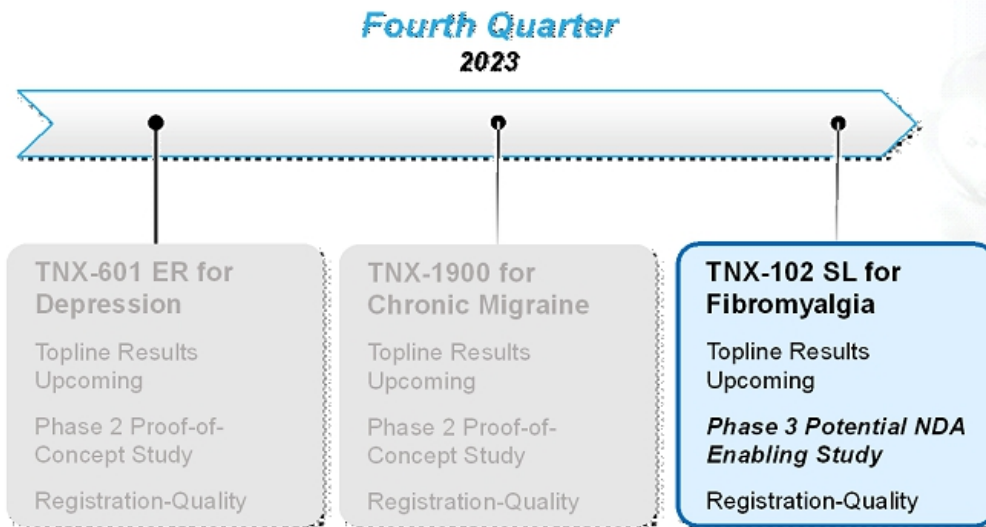 Fourth Quarter
2023
TNX-601 ER for
Depression
Topline Results
Upcoming
Phase 2 Proof-of-
Concept Study
Registration-Quality
TNX-1900 for
Chronic Migraine
Topline Results
Upcoming
Phase 2 Proof-of-
Concept Study
Registration-Quality
TNX-102 SL for
Fibromyalgia
Topline Results
Upcoming
Phase 3 Potential NDA
Enabling Study
Registration-Quality